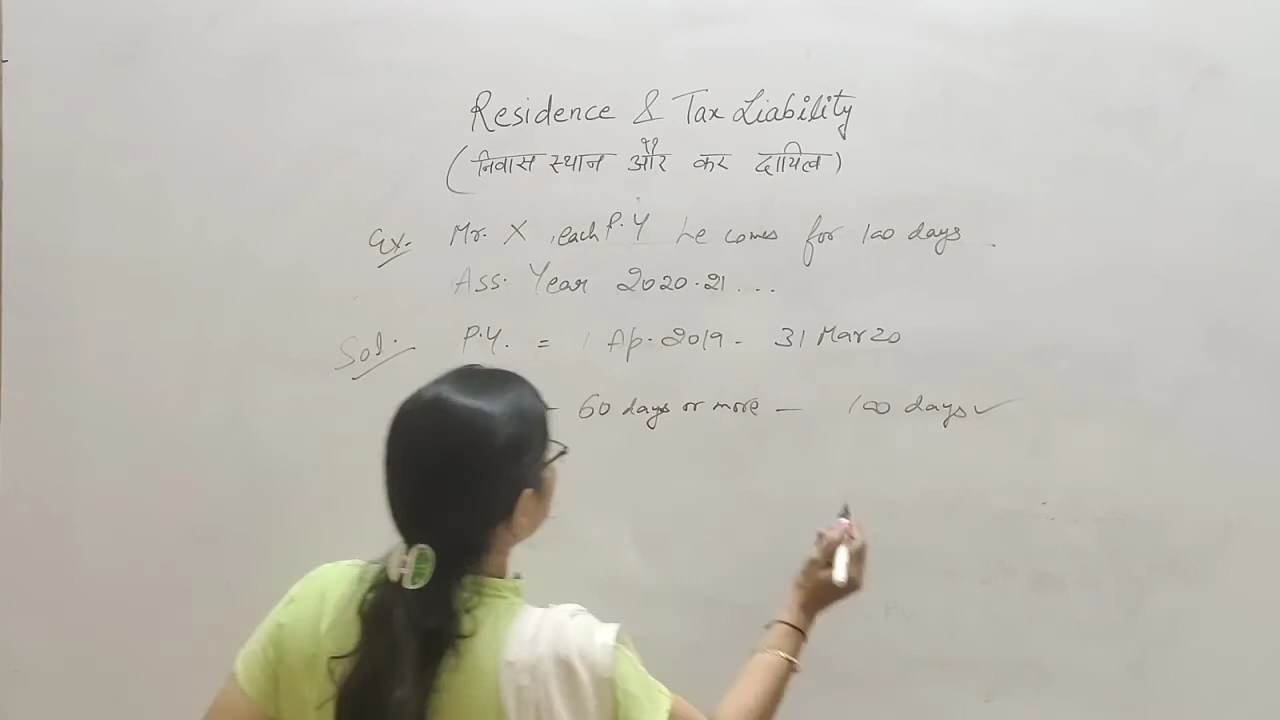 Residence & Tax Liability
(निवास स्थान और कर दायित्व)
Ex. Mr. X , each P.Y he comes for 100 days .
Ass. Year 2020-21 ...
Sol. P.Y. = 1 Ap. 2019 - 31 Mar 20
- 60 days or more — 100 days ✓